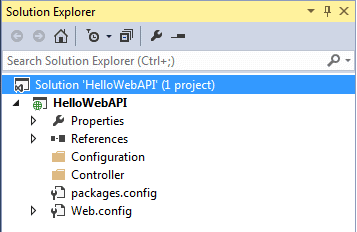 Solution Explorer
Search Solution Explorer (Ctrl+;)
Solution 'HelloWebAPI' (1 project)
HelloWebAPI
Properties
References
Configuration
Controller
packages.config
Web.config